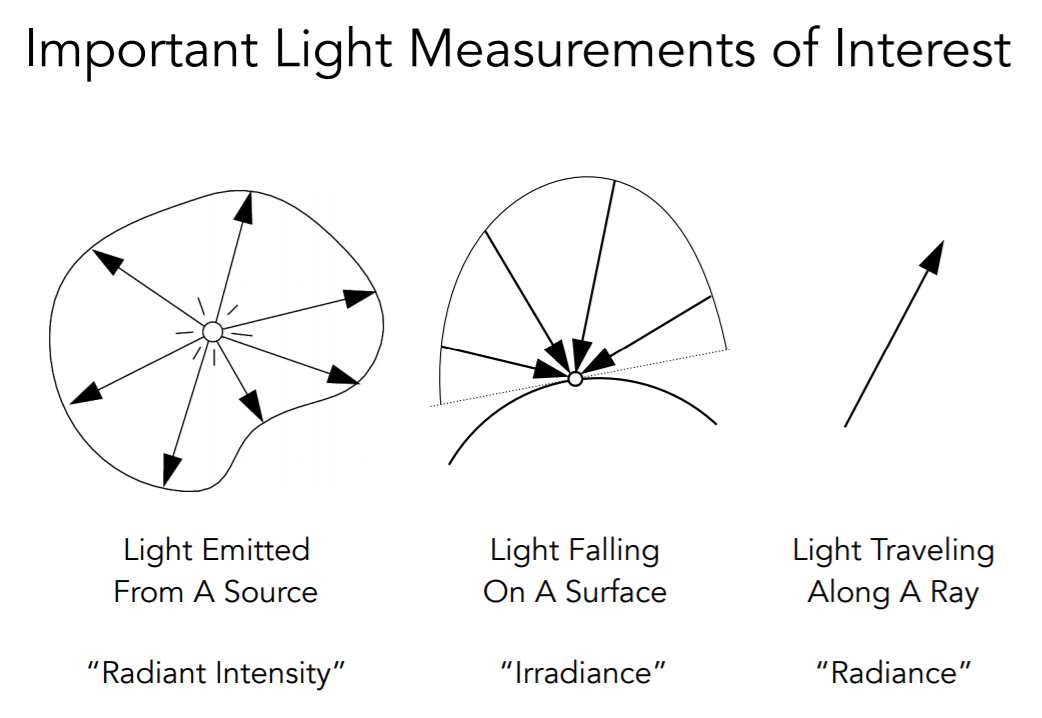 Important Light Measurements of Interest
Light Emitted
From A Source
“Radiant Intensity”
Light Falling
On A Surface
“Irradiance”
Light Traveling
Along A Ray
“Radiance”